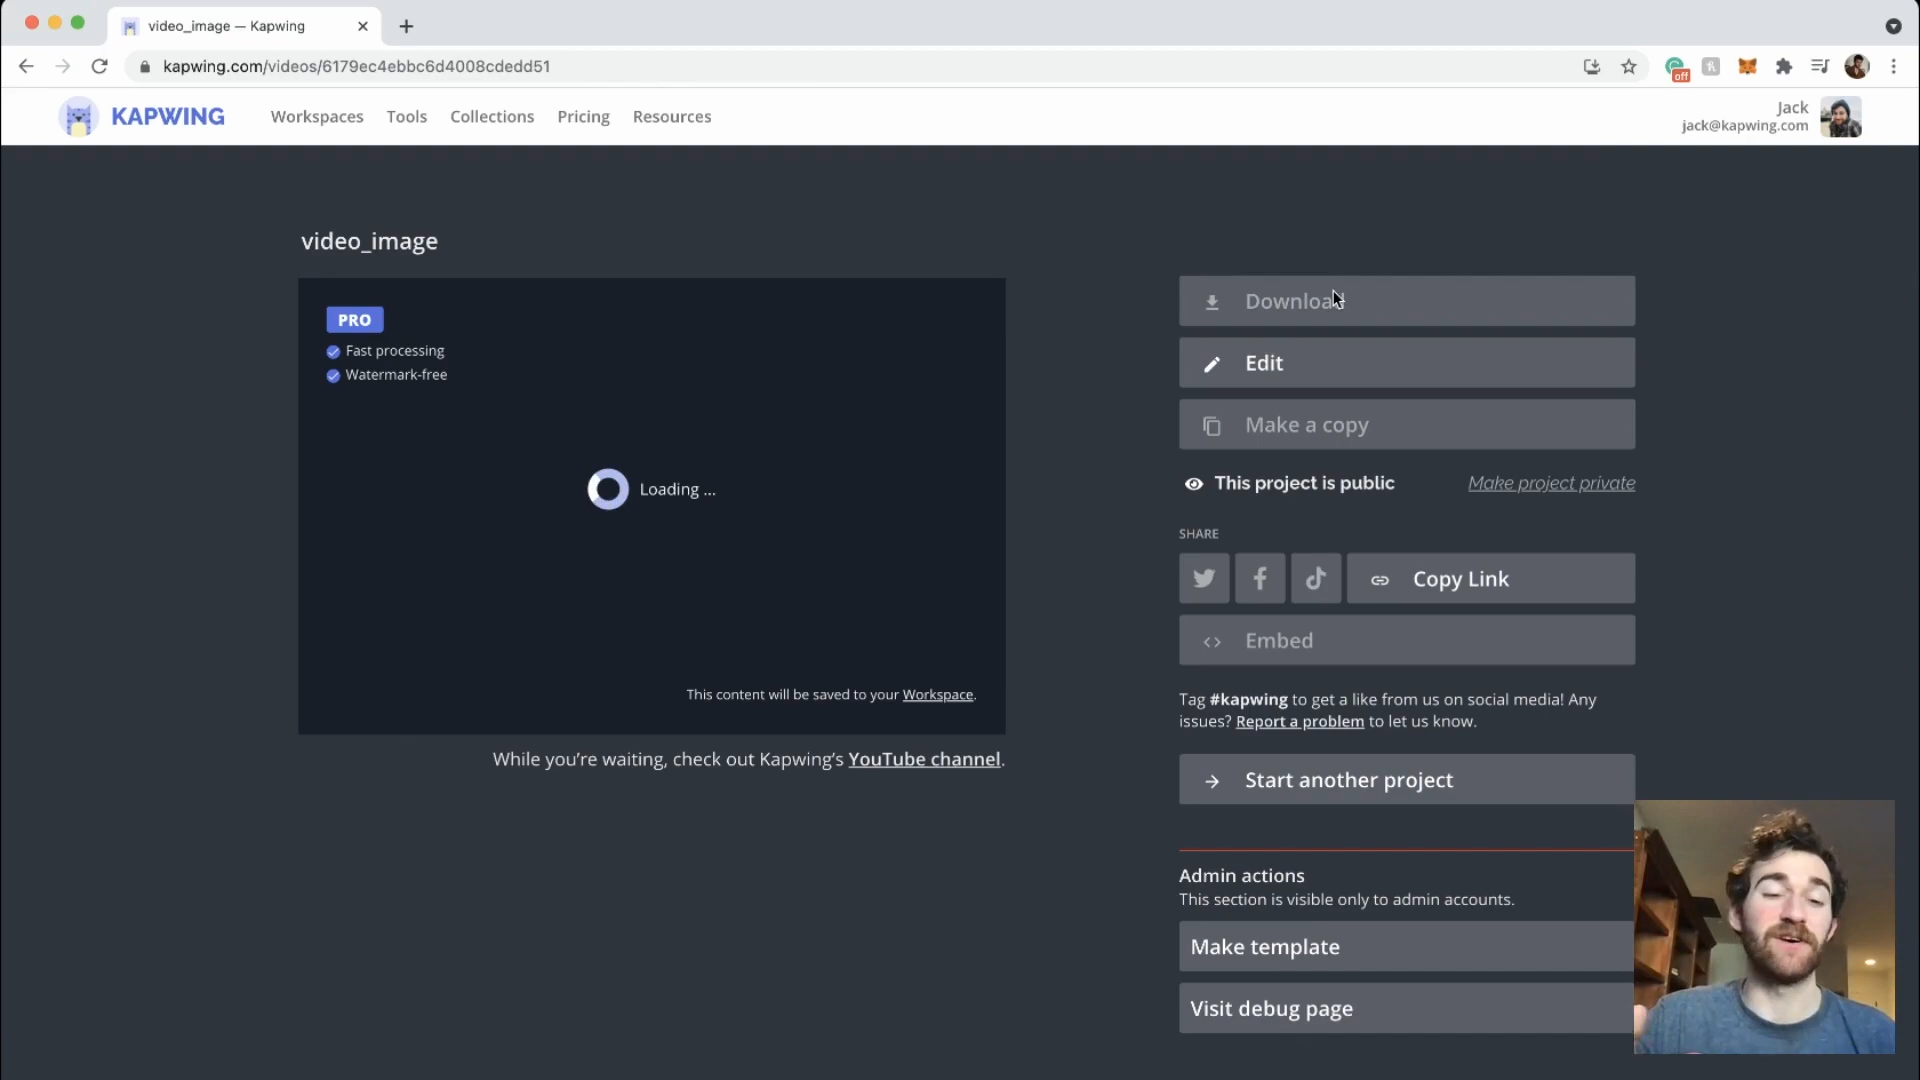 video_image — Kapwing
kapwing.com/videos/6179ec4ebbc6d4008cdedd51
off
KAPWING
Workspaces
Tools
Collections
Pricing
Resources
Jack
jack@kapwing.com
video_image
PRO
Fast processing
Watermark-free
Loading ...
This content will be saved to your Workspace.
While you're waiting, check out Kapwing's YouTube channel.
Download
Edit
Make a copy
This project is public
Make project private
SHARE
Copy Link
Embed
Tag #kapwing to get a like from us on social media! Any
issues? Report a problem to let us know.
Start another project
Admin actions
This section is visible only to admin accounts.
Make template
Visit debug page